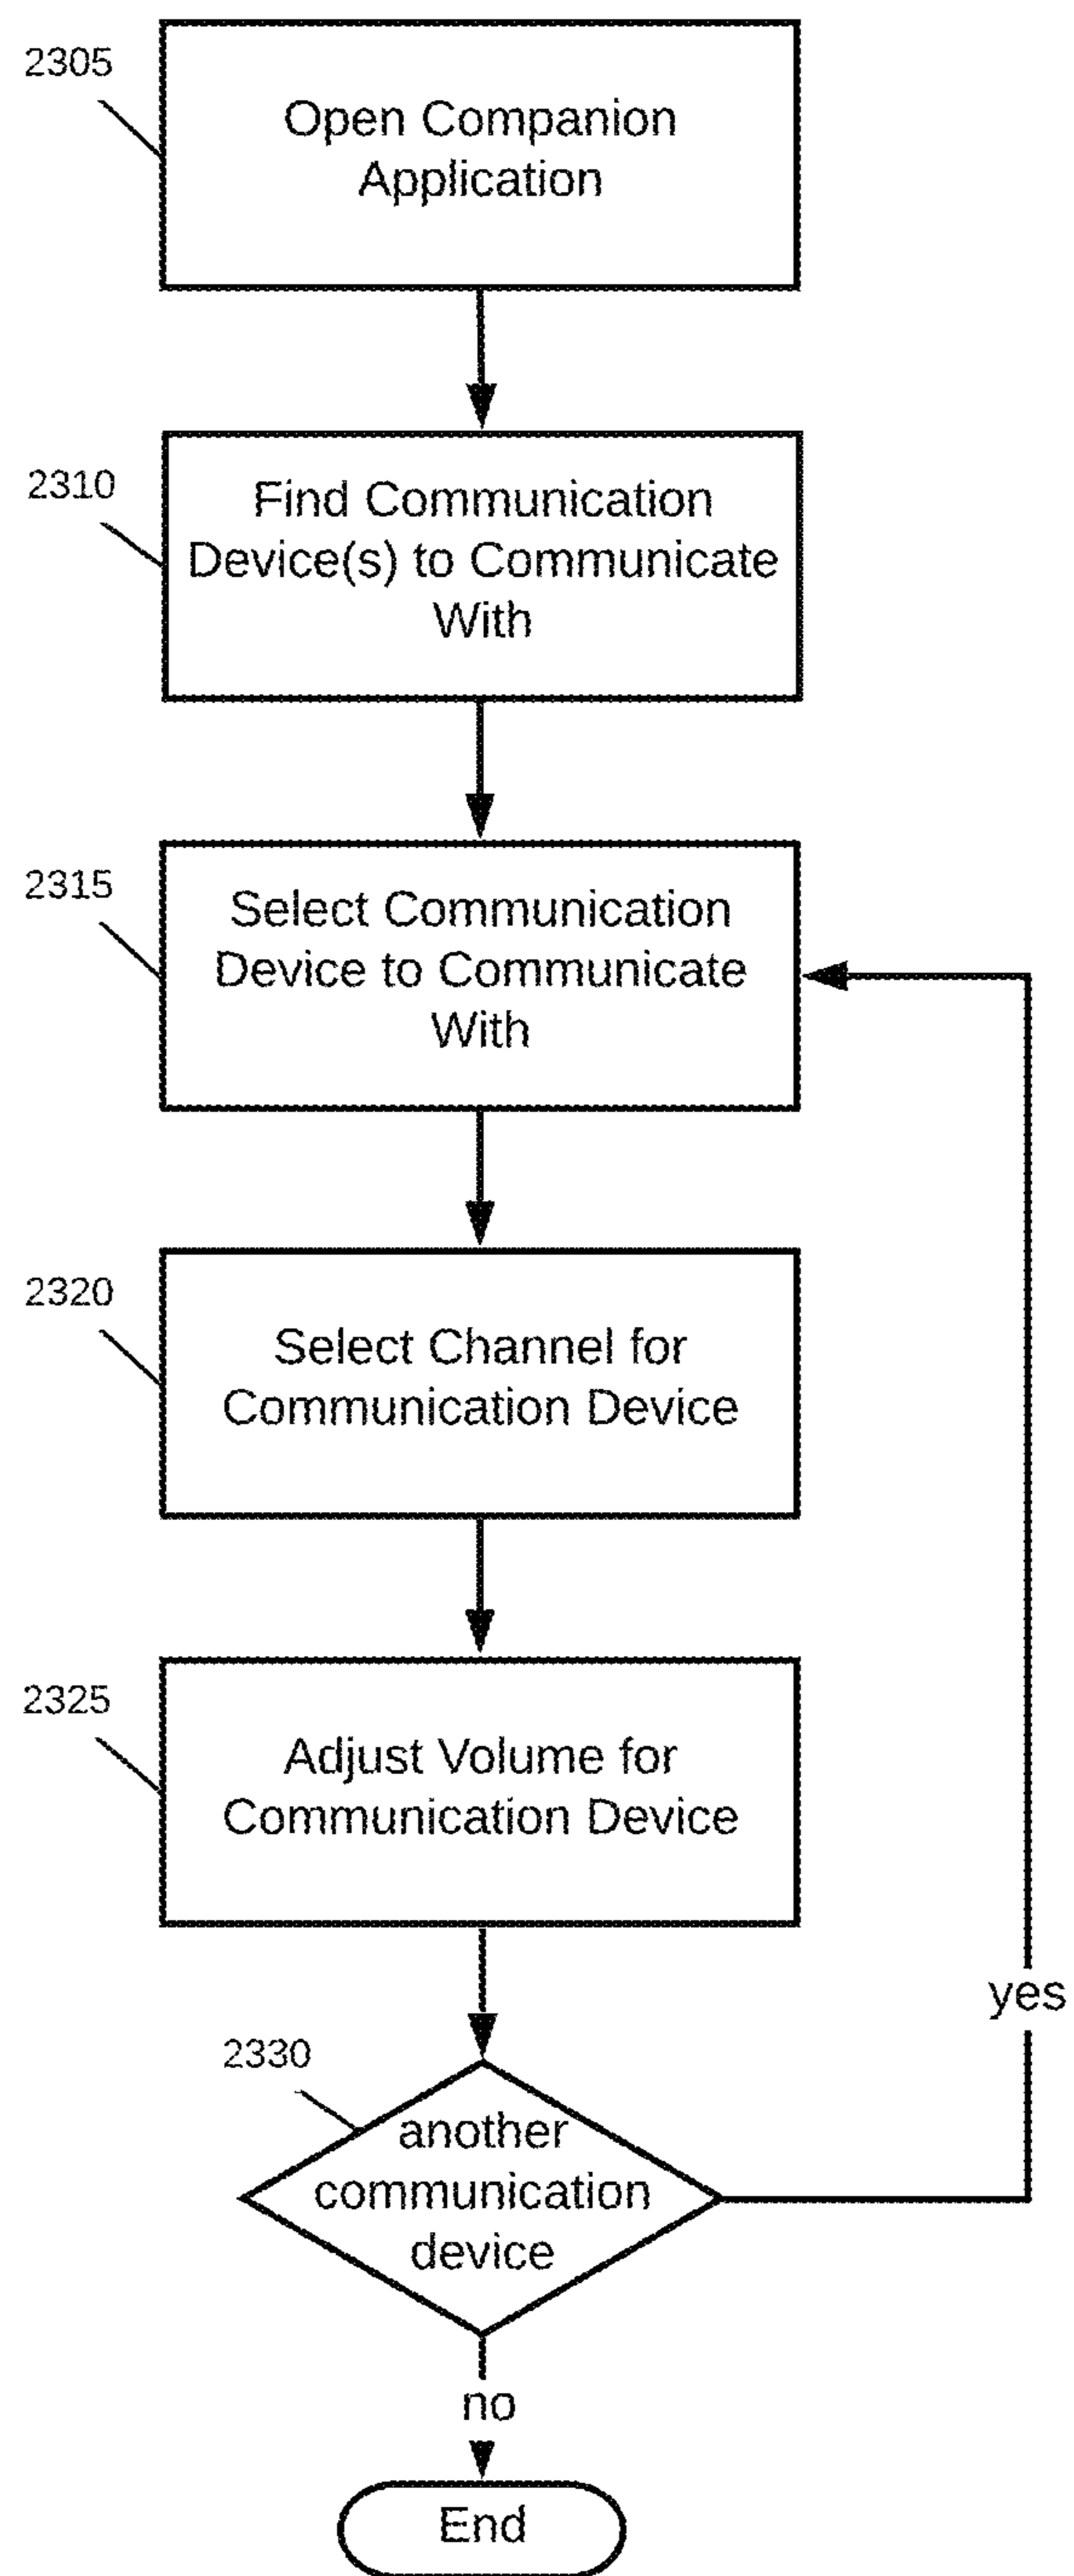 2305
Open Companion
Application
2310
Find Communication
Device(s) to Communicate
With
2315
Select Communication
Device to Communicate
With
2320
Select Channel for
Communication Device
2325
Adjust Volume for
Communication Device
yes
2330
another
communication
device
no
End